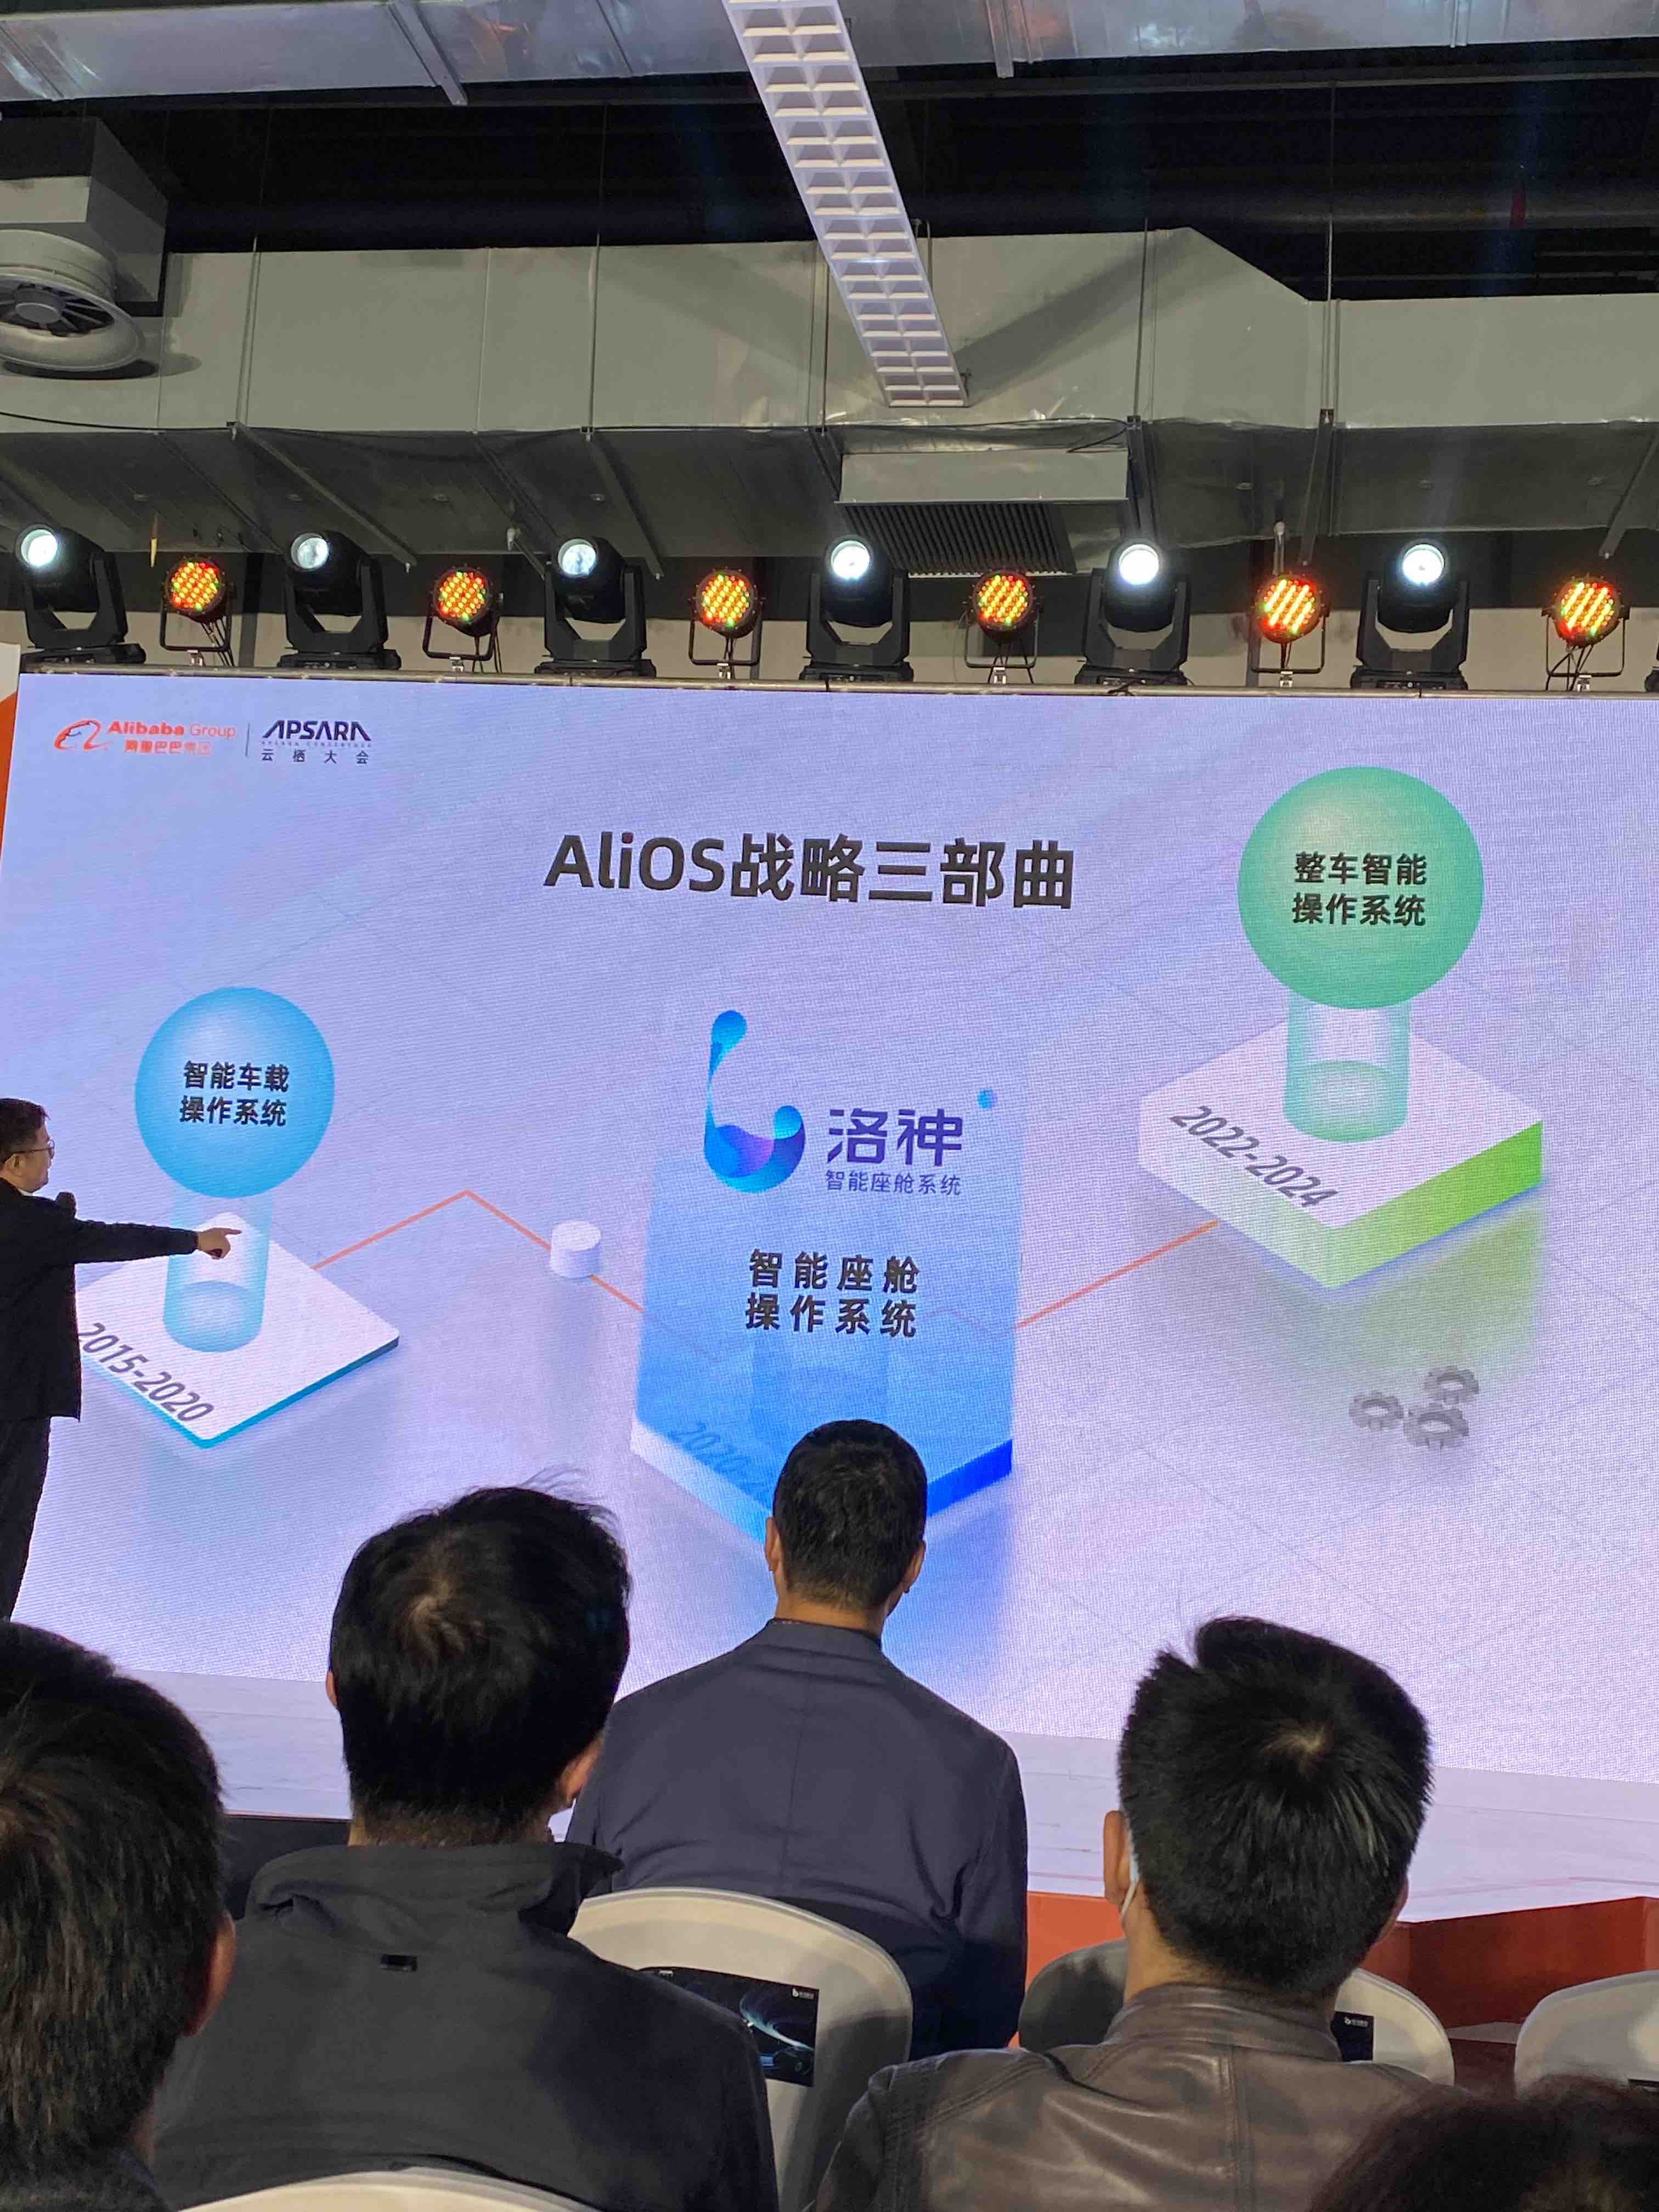 Alibaba Group
阿里巴巴集团
APSARA
云栖大会
AliOS战略三部曲
整车智能
操作系统
2022-2024
智能车载
操作系统
2015-2020
洛神
智能座舱系统
智能座舱
操作系统